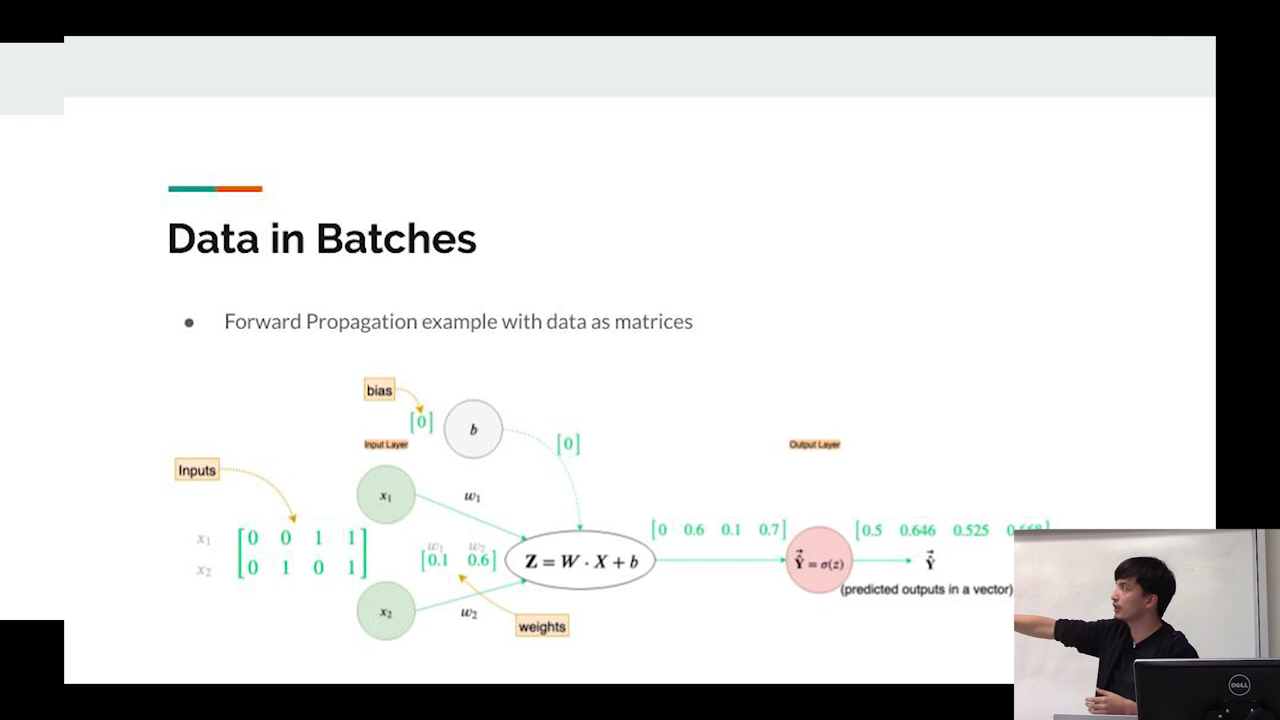 Data in Batches
● Forward Propagation example with data as matrices
bias
[0]
b
[0]
Input Layer
Output Layer
Inputs
x1
w1
[0 0.6 0.1 0.7]
[0.5 0.646 0.525
x1 [0 0 1 1]
x2 [0 1 0 1]
w1 w2
[0.1 0.6]
Z = W · X + b
Ŷ = σ(z)
Ŷ
(predicted outputs in a vector)
x2
w2
weights
DELL